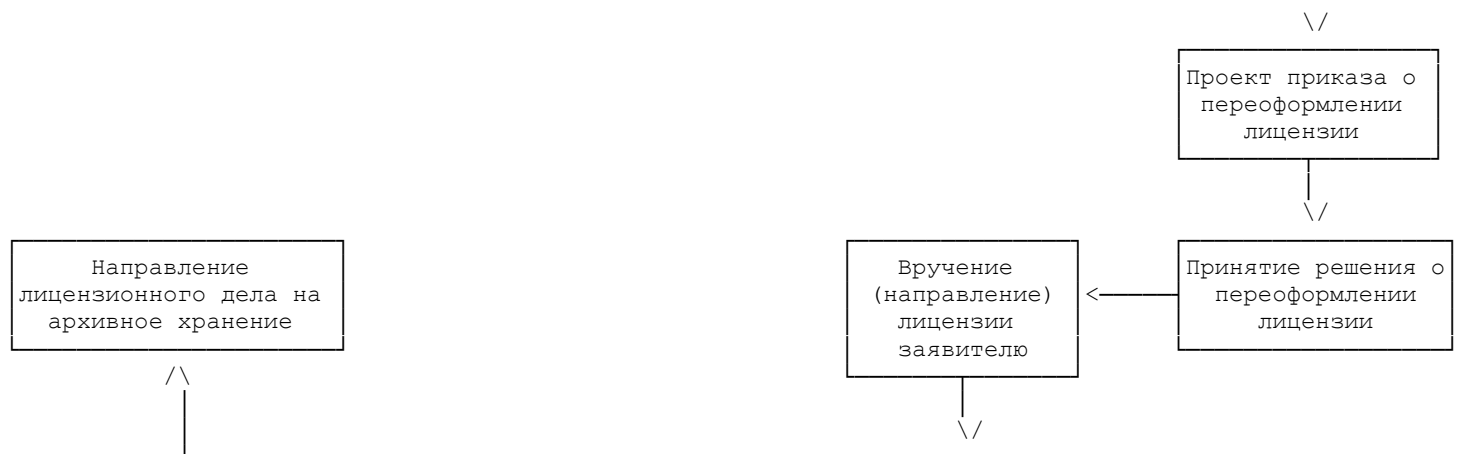 Проект приказа о
переоформлении
лицензии
Направление
лицензионного дела на
архивное хранение
Вручение
(направление)
лицензии
заявителю
Принятие решения о
переоформлении
лицензии